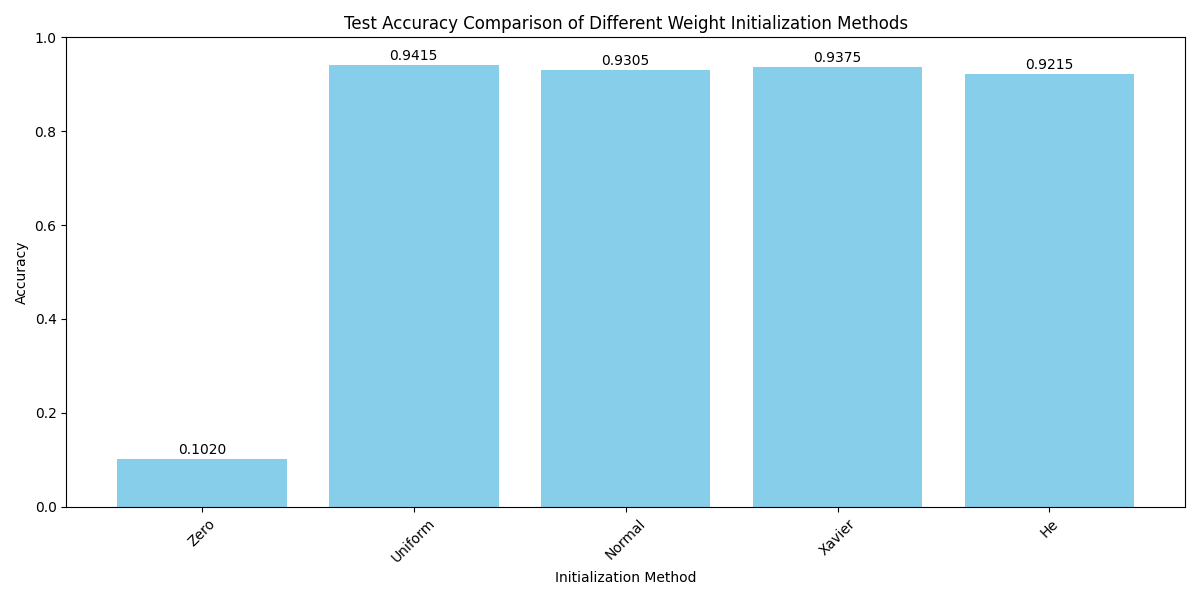 Test Accuracy Comparison of Different Weight Initialization Methods
Accuracy
1.0
0.8
0.6
0.4
0.2
0.0
0.1020
0.9415
0.9305
0.9375
0.9215
Zero
Uniform
Normal
Xavier
He
Initialization Method